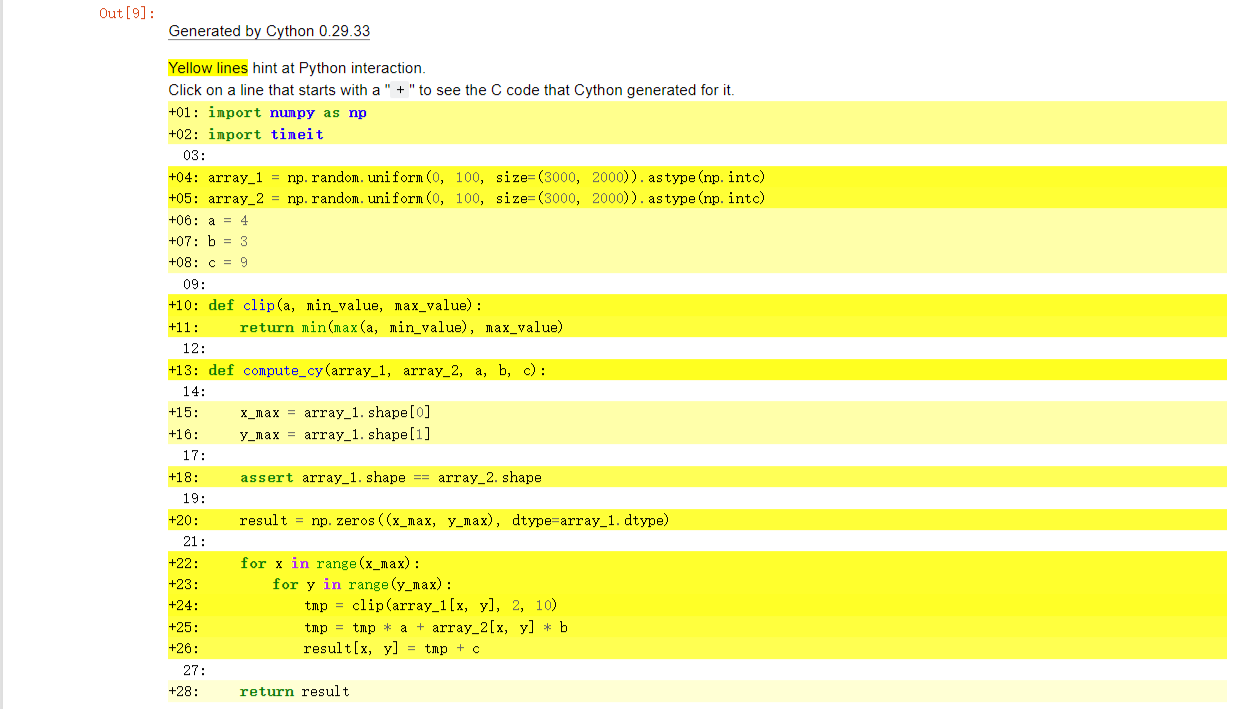 Out[9]:
Generated by Cython 0.29.33
Yellow lines hint at Python interaction.
Click on a line that starts with a " + " to see the C code that Cython generated for it.
+01: import numpy as np
+02: import timeit
03:
+04: array_1 = np.random.uniform(0, 100, size=(3000, 2000)).astype(np.intc)
+05: array_2 = np.random.uniform(0, 100, size=(3000, 2000)).astype(np.intc)
+06: a = 4
+07: b = 3
+08: c = 9
09:
+10: def clip(a, min_value, max_value):
+11:     return min(max(a, min_value), max_value)
12:
+13: def compute_cy(array_1, array_2, a, b, c):
14:
+15:     x_max = array_1.shape[0]
+16:     y_max = array_1.shape[1]
17:
+18:     assert array_1.shape == array_2.shape
19:
+20:     result = np.zeros((x_max, y_max), dtype=array_1.dtype)
21:
+22:     for x in range(x_max):
+23:         for y in range(y_max):
+24:             tmp = clip(array_1[x, y], 2, 10)
+25:             tmp = tmp * a + array_2[x, y] * b
+26:             result[x, y] = tmp + c
27:
+28:     return result